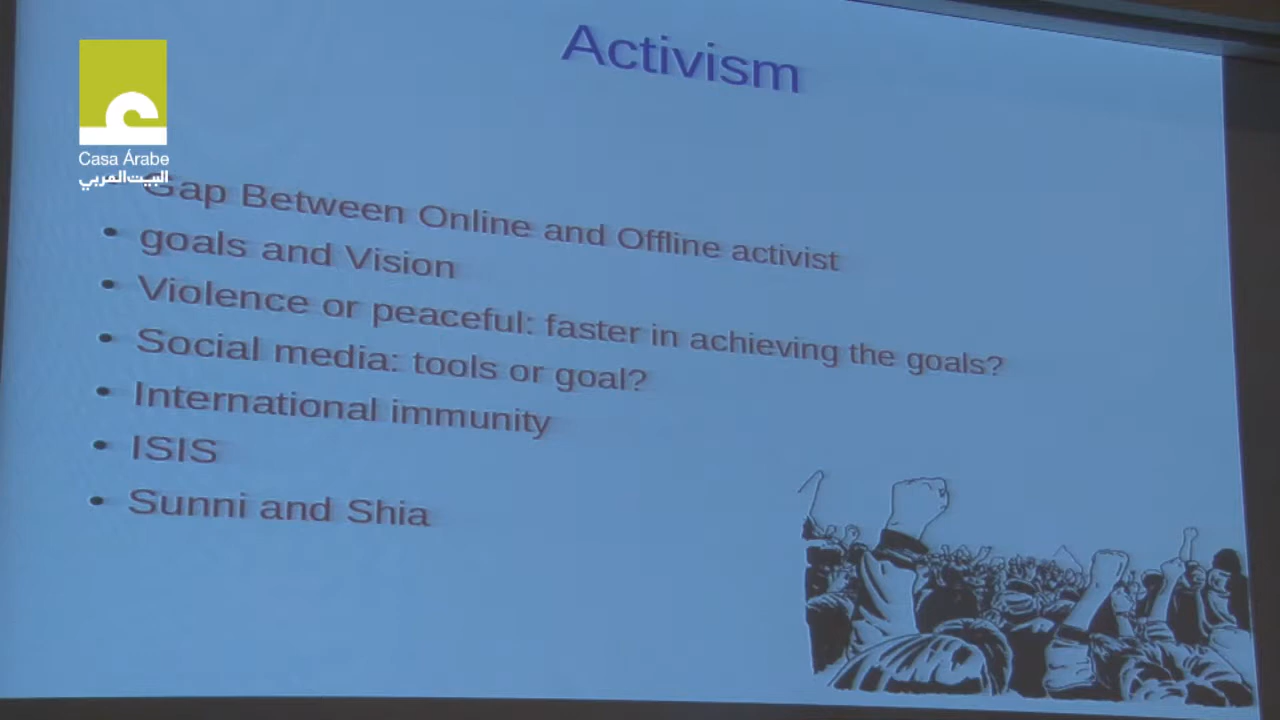 Activism
Casa Árabe
البيت العربي
Gap Between Online and Offline activist
• goals and Vision
• Violence or peaceful: faster in achieving the goals?
• Social media: tools or goal?
• International immunity
• ISIS
• Sunni and Shia